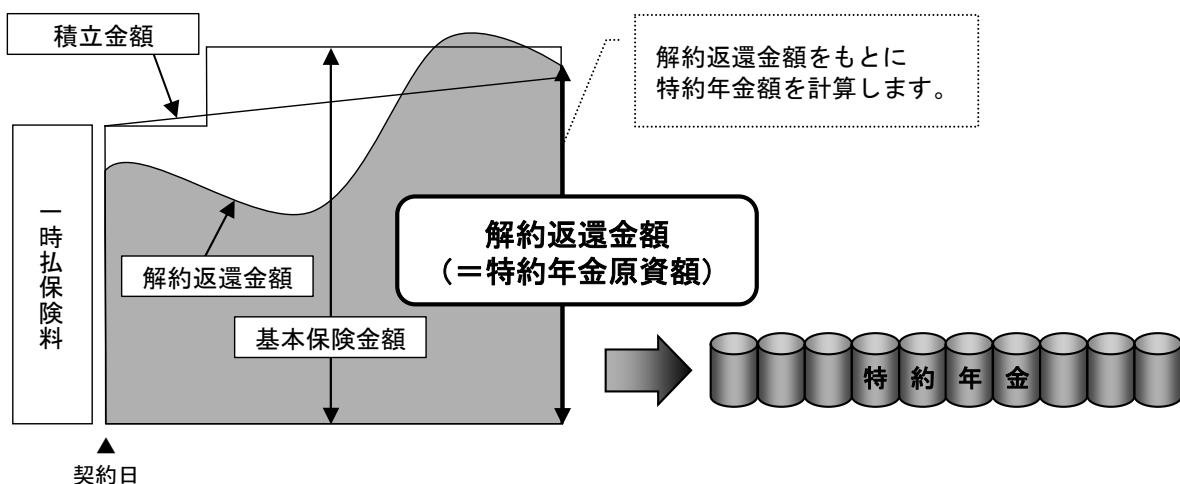 積立金額
解約返還金額をもとに
特約年金額を計算します。
一時払保険料
解約返還金額
（＝特約年金原資額）
解約返還金額
基本保険金額
特約年金
▲
契約日